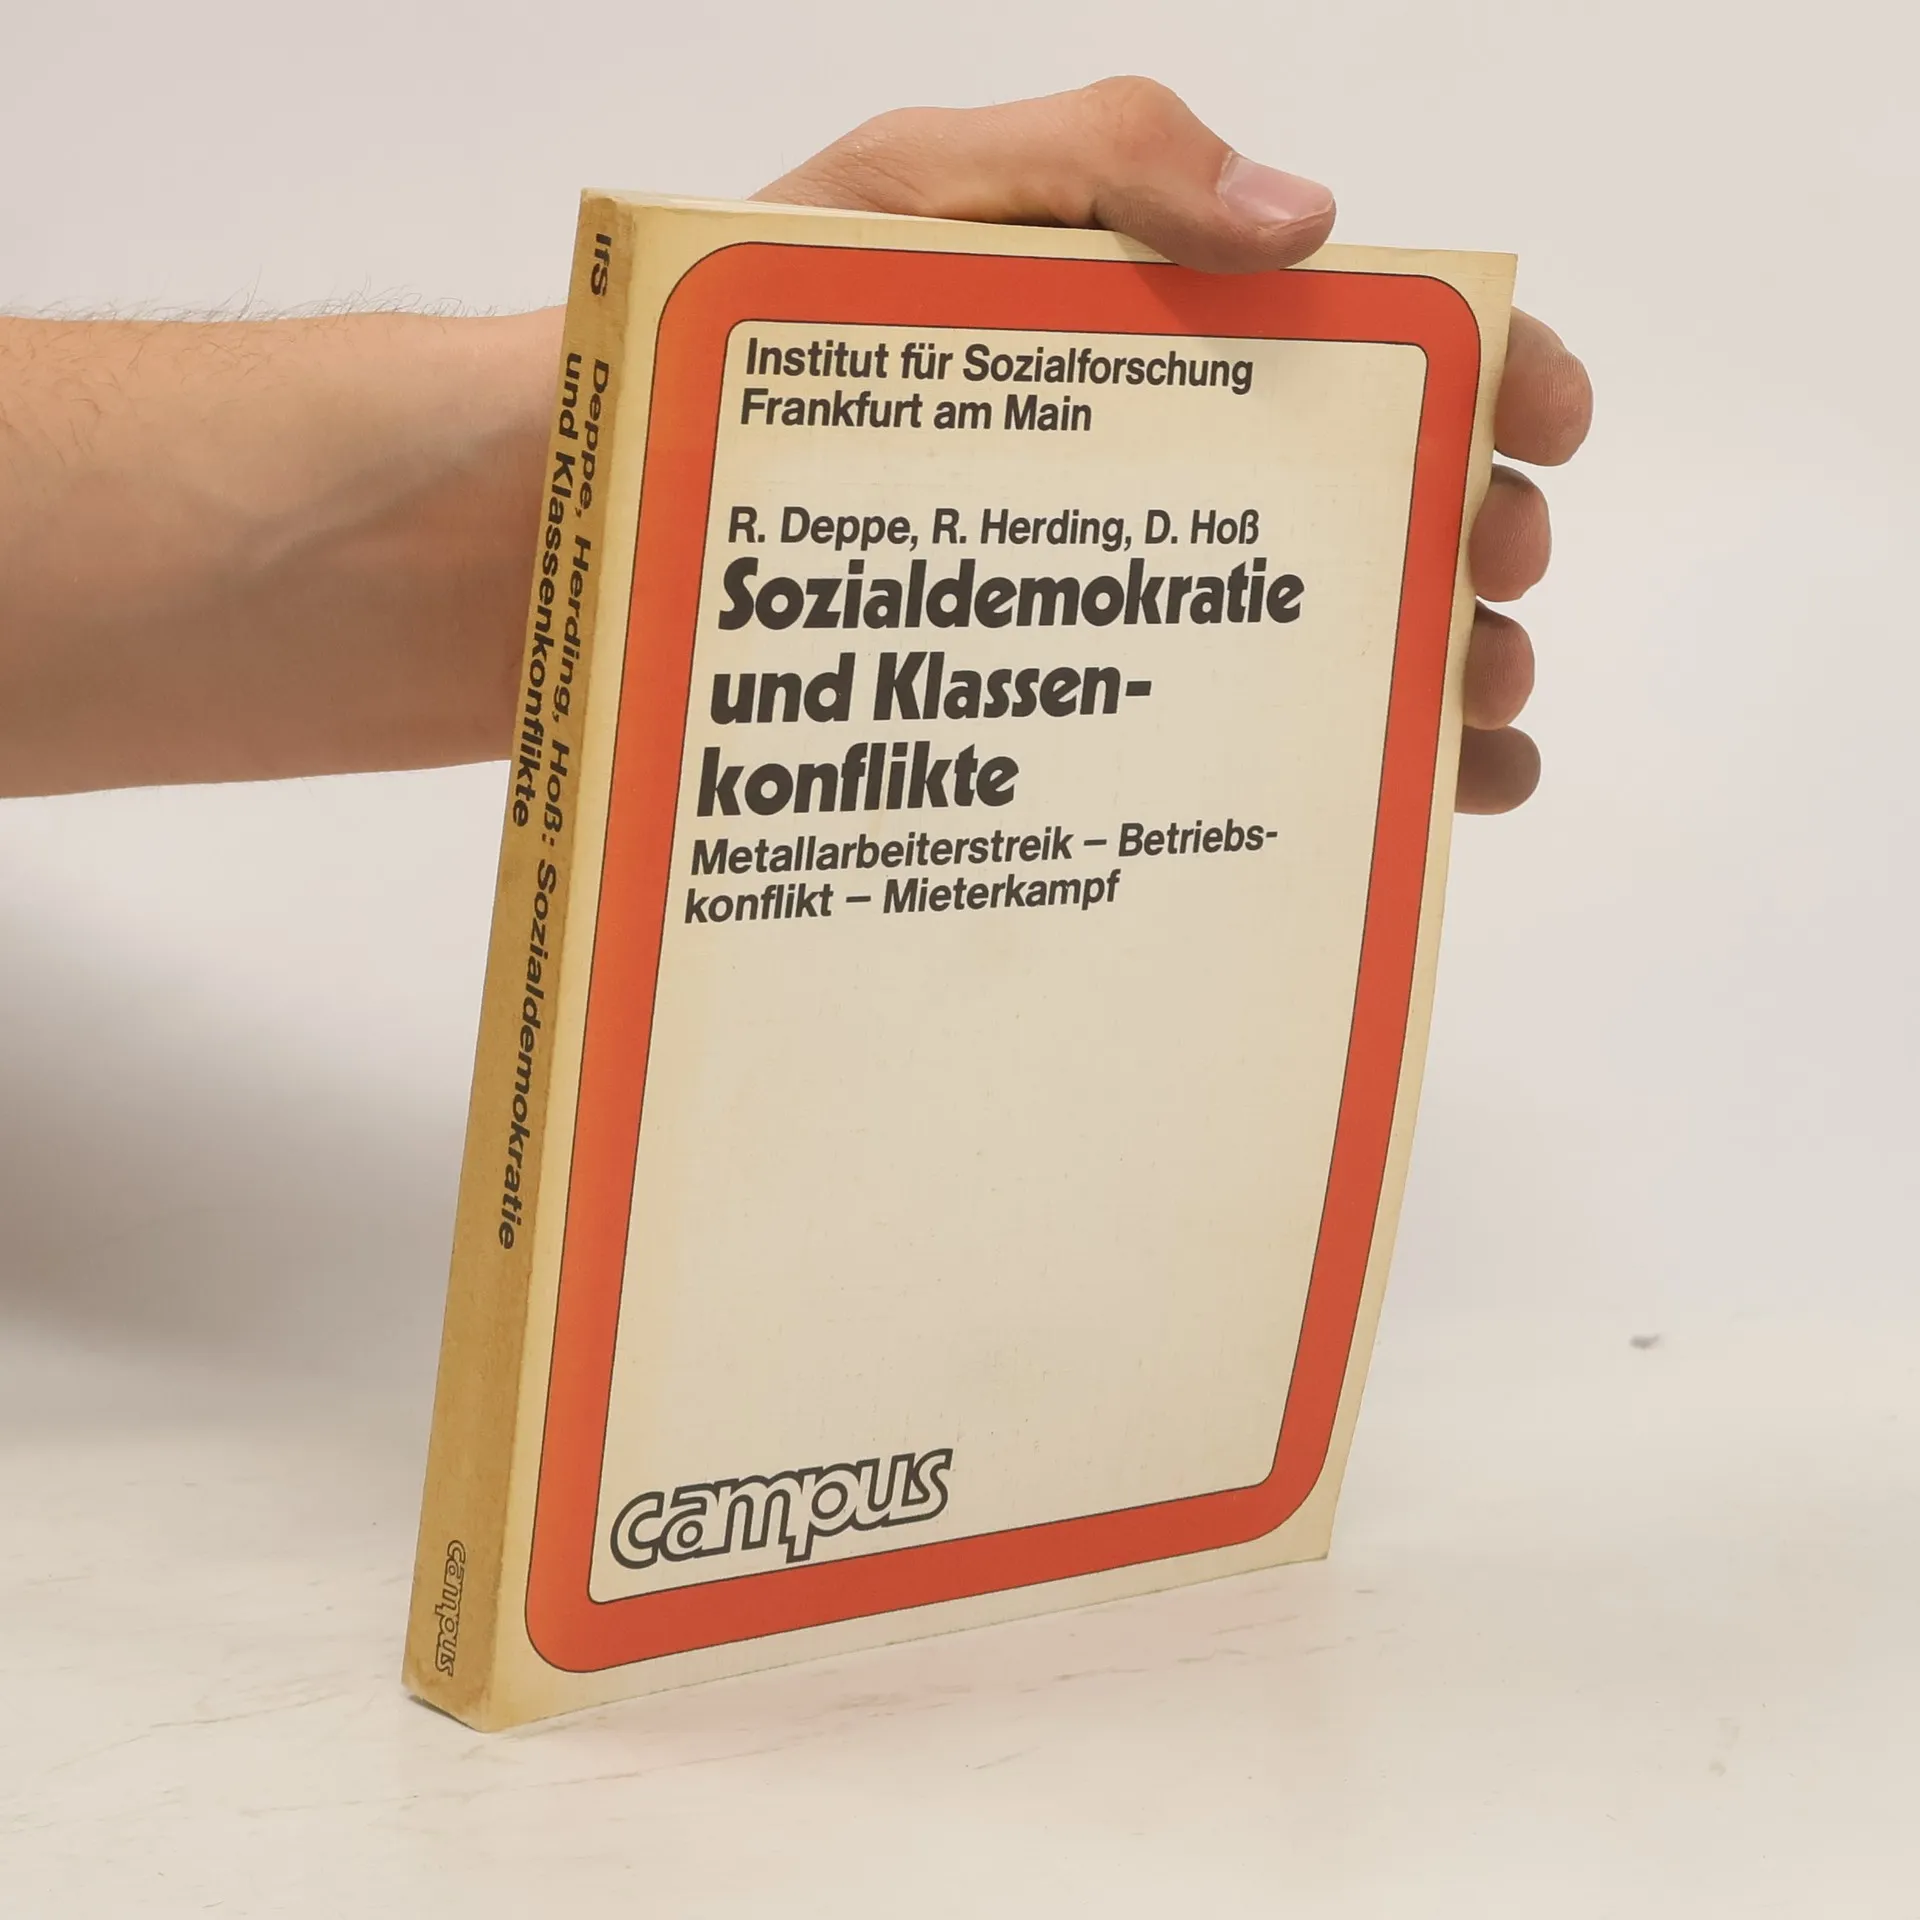 Institut für Sozialforschung
Frankfurt am Main
R. Deppe, R. Herding, D. Hoß
Sozialdemokratie
und Klassen-
konflikte
Metallarbeiterstreik – Betriebs-
konflikt – Mieterkampf
campus
IfS
Deppe, Herding, Hoß: Sozialdemokratie
und Klassenkonflikte
campus